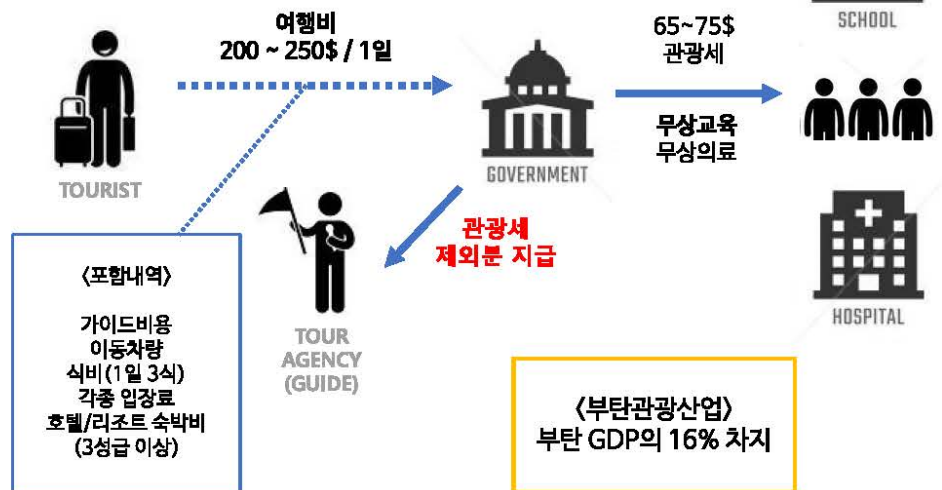 여행비
200 ~ 250$ / 1일
65~75$
관광세
무상교육
무상의료
SCHOOL
TOURIST
GOVERNMENT
관광세
제외분 지급
TOUR
AGENCY
(GUIDE)
HOSPITAL
<포함내역>
가이드비용
이동차량
식비(1일 3식)
각종 입장료
호텔/리조트 숙박비
(3성급 이상)
<부탄관광산업>
부탄 GDP의 16% 차지